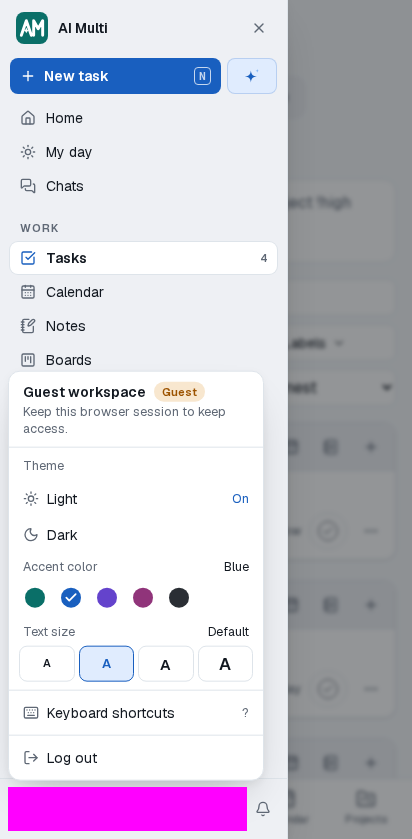 AM AI Multi
New task N
Home
My day
Chats
WORK
Tasks 4
Calendar
Notes
Boards
Guest workspace Guest
Keep this browser session to keep
access.
Theme
Light On
Dark
Accent color Blue
Text size Default
A A A A
Keyboard shortcuts ?
Log out
Projects